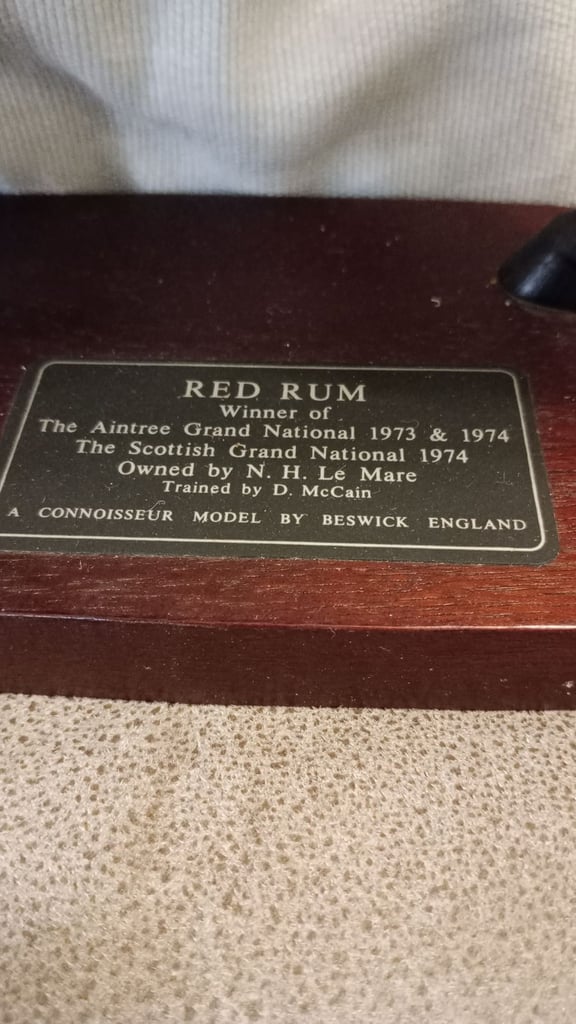 RED RUM
Winner of
The Aintree Grand National 1973 & 1974
The Scottish Grand National 1974
Owned by N. H. Le Mare
Trained by D. McCain
A CONNOISSEUR MODEL BY BESWICK ENGLAND